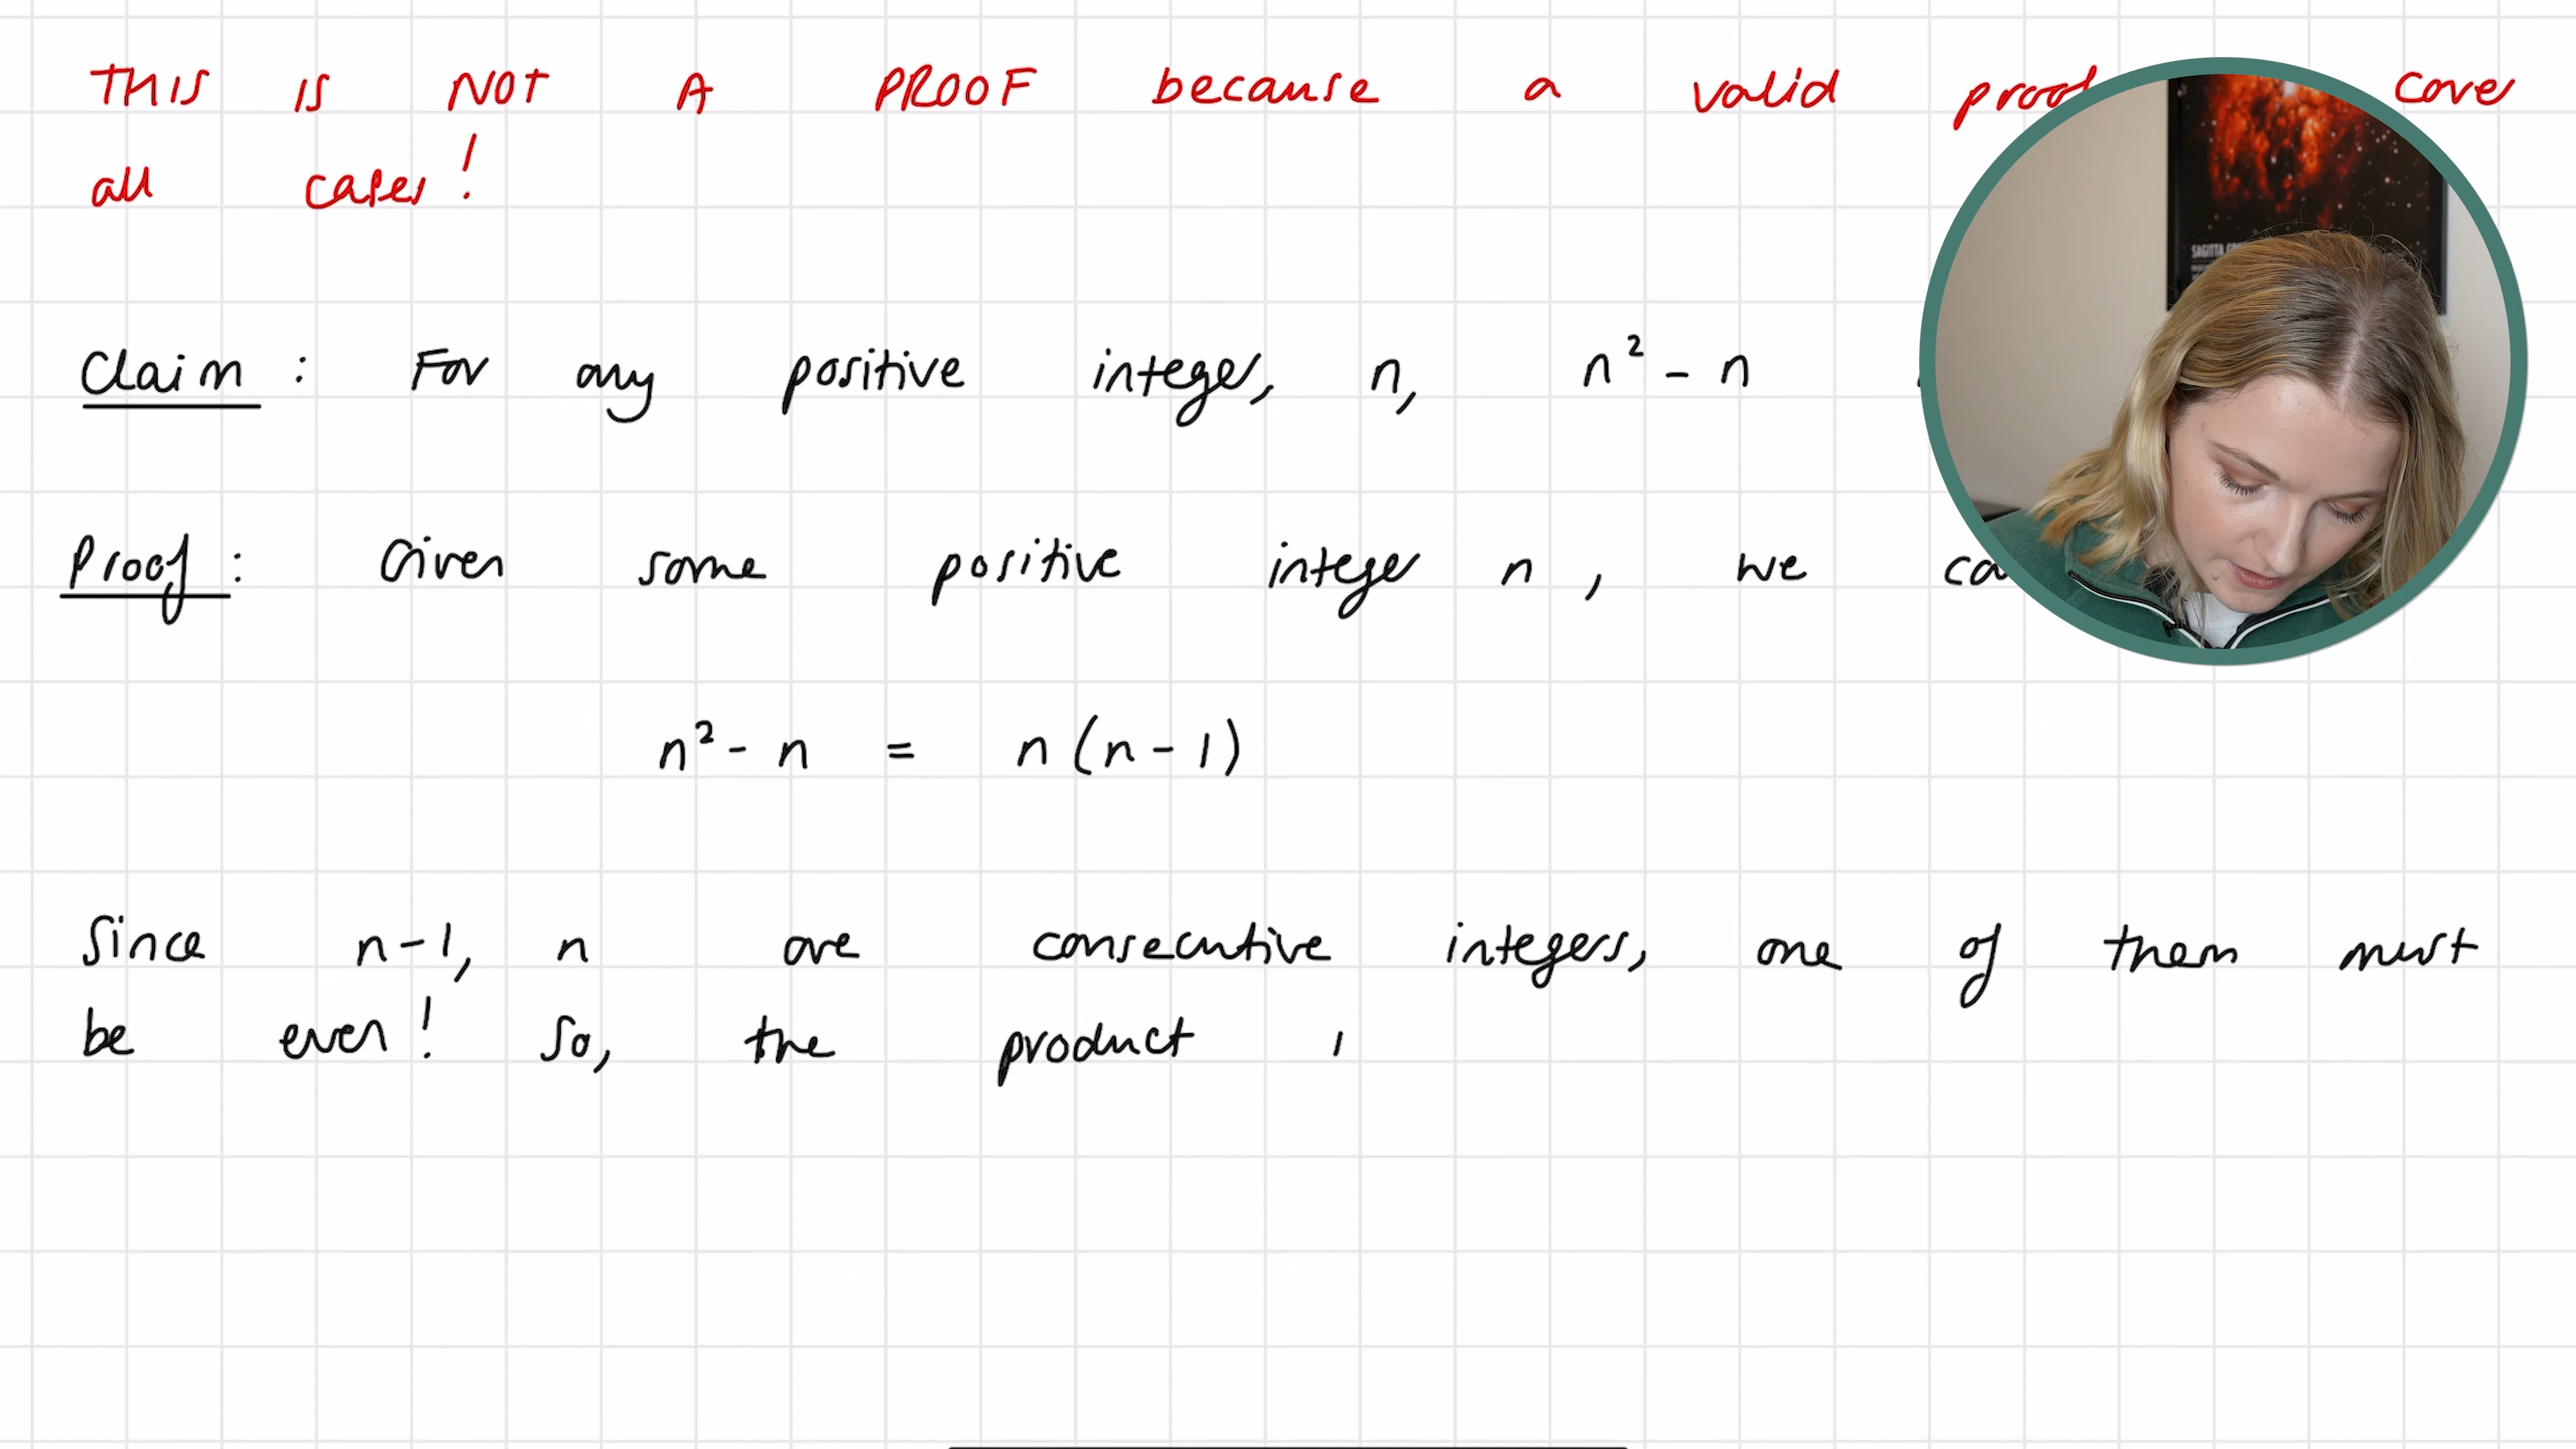 THIS IS NOT A PROOF because a valid proof cover
all cases!
Claim: For any positive integer, n, n² - n
Proof: Given some positive integer n, we
n² - n = n(n-1)
Since n-1, n are consecutive integers, one of them must
be even! So, the product
SAGITTA